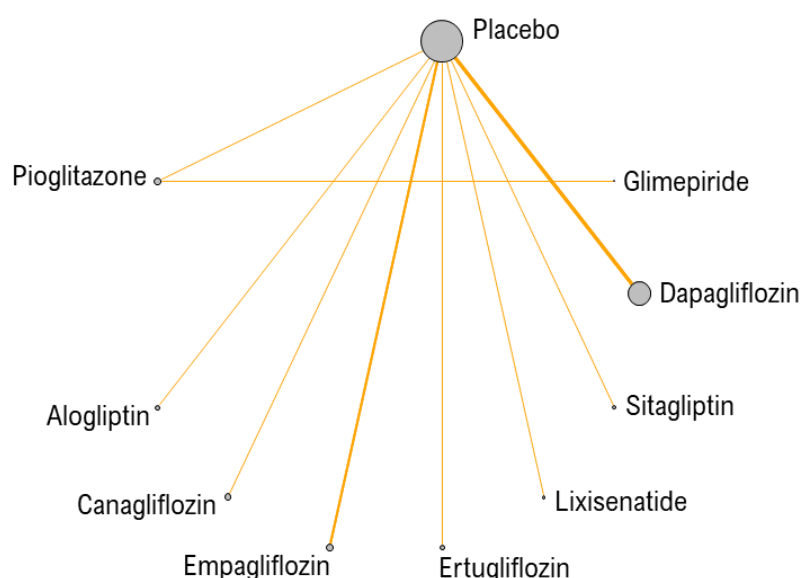 Placebo
Pioglitazone
Glimepiride
Dapagliflozin
Alogliptin
Sitagliptin
Canagliflozin
Lixisenatide
Empagliflozin
Ertugliflozin